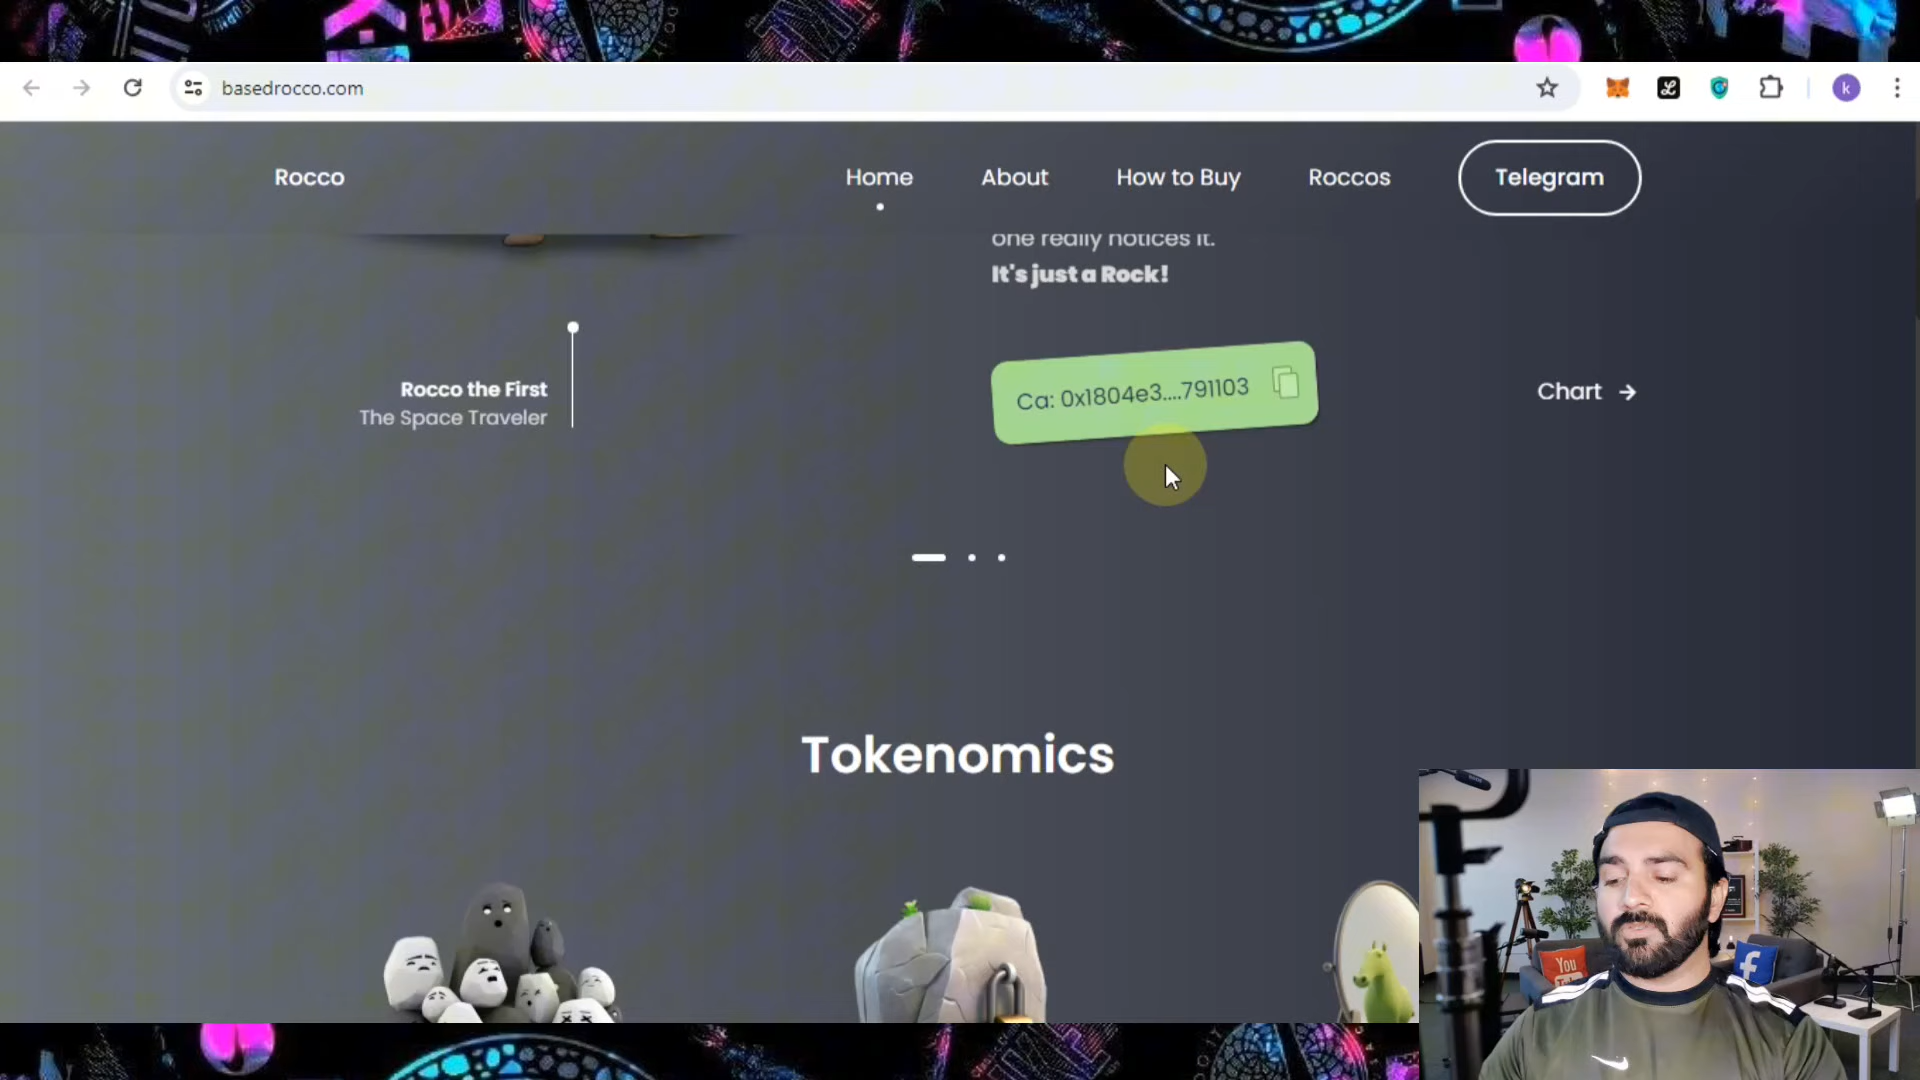 basedrocco.com
k
Rocco
Home
About
How to Buy
Roccos
Telegram
one really notices it.
It's just a Rock!
Rocco the First
The Space Traveler
Ca: 0x1804e3....791103
Chart →
Tokenomics
You